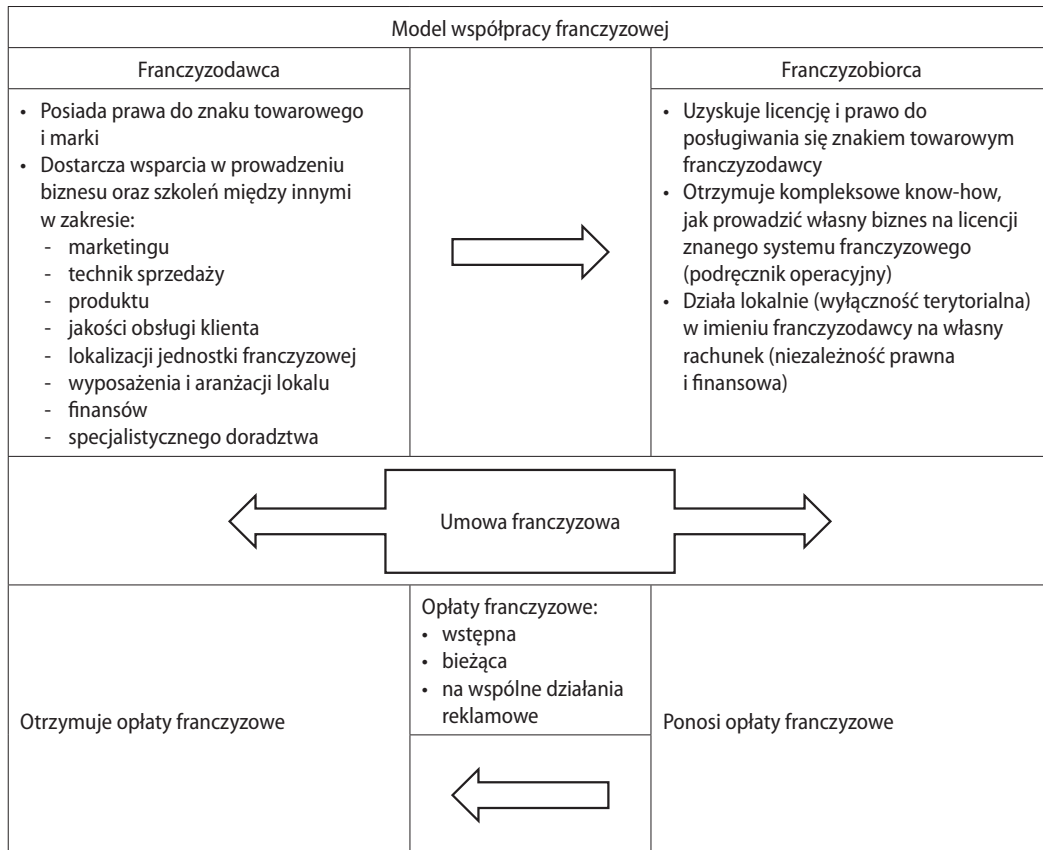 Model współpracy franczyzowej
Franczyzodawca
• Posiada prawa do znaku towarowego
i marki
• Dostarcza wsparcia w prowadzeniu
biznesu oraz szkoleń między innymi
w zakresie:
- marketingu
- technik sprzedaży
- produktu
- jakości obsługi klienta
- lokalizacji jednostki franczyzowej
- wyposażenia i aranżacji lokalu
- finansów
- specjalistycznego doradztwa
Franczyzobiorca
• Uzyskuje licencję i prawo do
posługiwania się znakiem towarowym
franczyzodawcy
• Otrzymuje kompleksowe know-how,
jak prowadzić własny biznes na licencji
znanego systemu franczyzowego
(podręcznik operacyjny)
• Działa lokalnie (wyłączność terytorialna)
w imieniu franczyzodawcy na własny
rachunek (niezależność prawna
i finansowa)
Umowa franczyzowa
Otrzymuje opłaty franczyzowe
Opłaty franczyzowe:
• wstępna
• bieżąca
• na wspólne działania
reklamowe
Ponosi opłaty franczyzowe